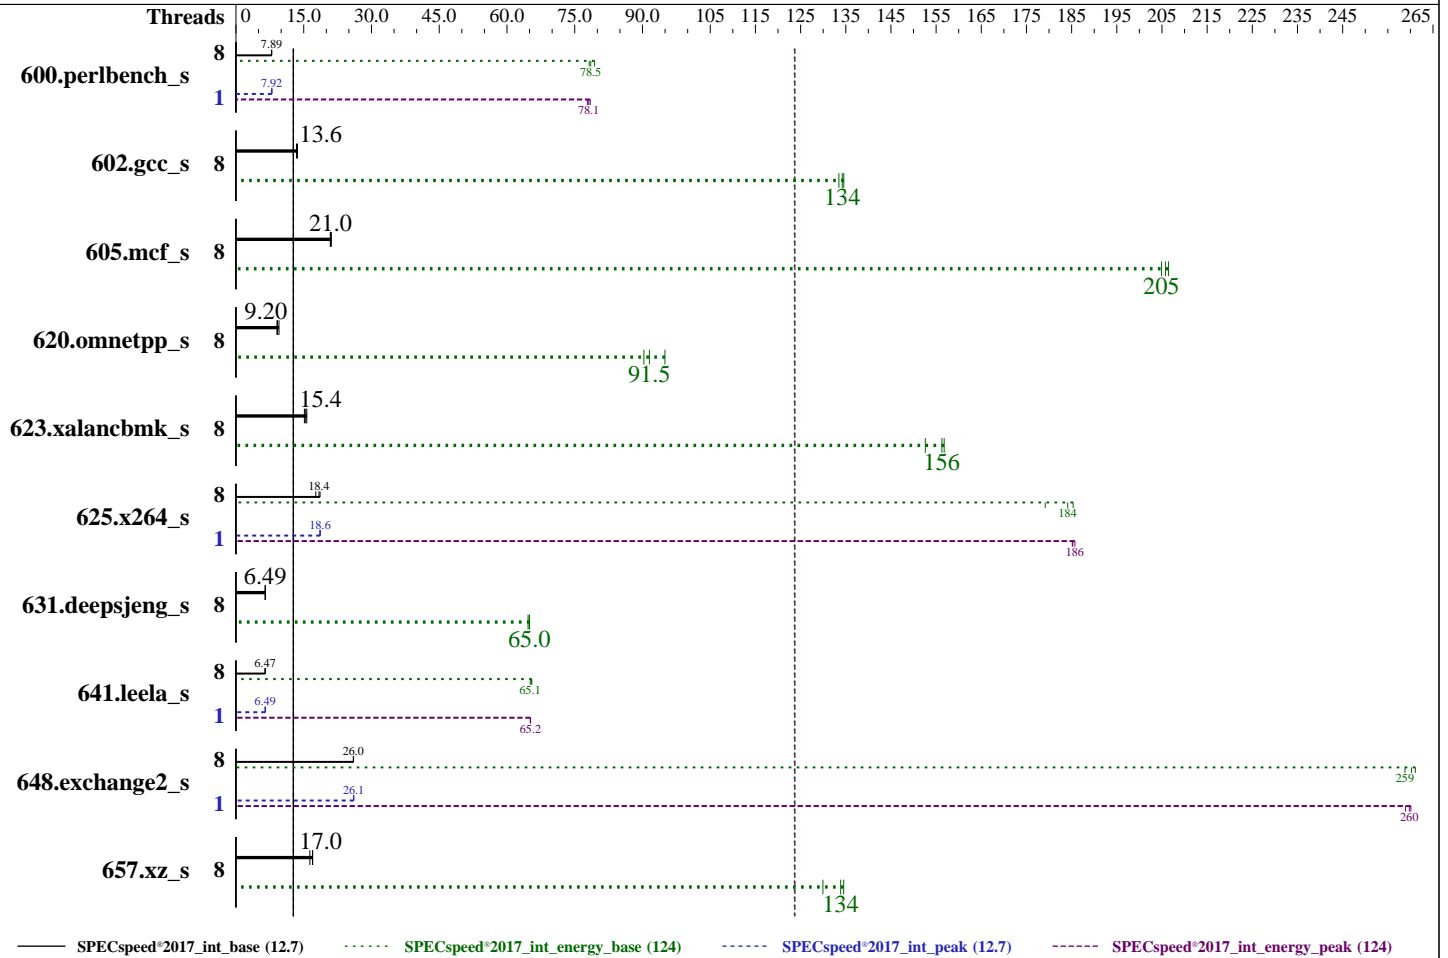 Threads 0 15.0 30.0 45.0 60.0 75.0 90.0 105 115 125 135 145 155 165 175 185 195 205 215 225 235 245 265
8 7.89
600.perlbench_s 78.5
1 7.92
78.1
13.6
602.gcc_s 8
134
21.0
605.mcf_s 8
205
9.20
620.omnetpp_s 8
91.5
15.4
623.xalancbmk_s 8
156
8 18.4
625.x264_s 184
1 18.6
186
6.49
631.deepsjeng_s 8
65.0
8 6.47
641.leela_s 65.1
1 6.49
65.2
8 26.0
648.exchange2_s 259
1 26.1
260
17.0
657.xz_s 8
134
SPECspeed®2017_int_base (12.7) SPECspeed®2017_int_energy_base (124) SPECspeed®2017_int_peak (12.7) SPECspeed®2017_int_energy_peak (124)